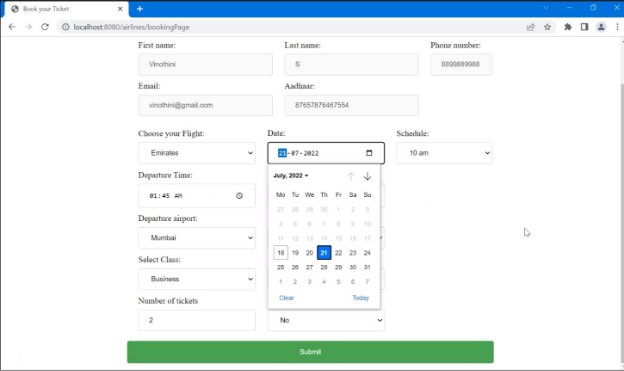 Book your Ticket
localhost:8080/airlines/bookingPage
First name: Last name: Phone number:
Vinothini S 8899889988
Email: Aadhaar:
vinothini@gmail.com 87657876467554
Choose your Flight: Date: Schedule:
Emirates 21-07-2022 10 am
Departure Time:
01:45 AM
July, 2022
Mo Tu We Th Fr Sa Su
27 28 29 30 1 2 3
4 5 6 7 8 9 10
11 12 13 14 15 16 17
18 19 20 21 22 23 24
25 26 27 28 29 30 31
1 2 3 4 5 6 7
Clear Today
Departure airport:
Mumbai
Select Class:
Business
Number of tickets
2 No
Submit